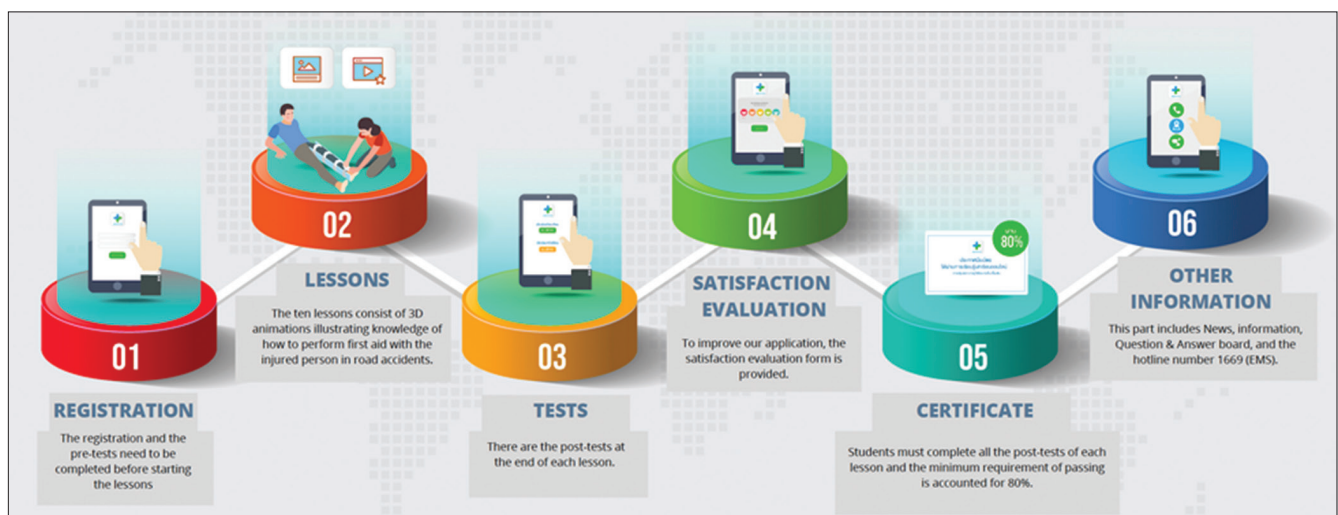 01
REGISTRATION
The registration and the
pre-tests need to be
completed before starting
the lessons
02
LESSONS
The ten lessons consist of 3D
animations illustrating knowledge of
how to perform first aid with the
injured person in road accidents.
03
TESTS
There are the post-tests at
the end of each lesson.
04
SATISFACTION
EVALUATION
To improve our application, the
satisfaction evaluation form is
provided.
80%
05
CERTIFICATE
Students must complete all the post-tests of each
lesson and the minimum requirement of passing
is accounted for 80%.
06
OTHER
INFORMATION
This part includes News, information,
Question & Answer board, and the
hotline number 1669 (EMS).